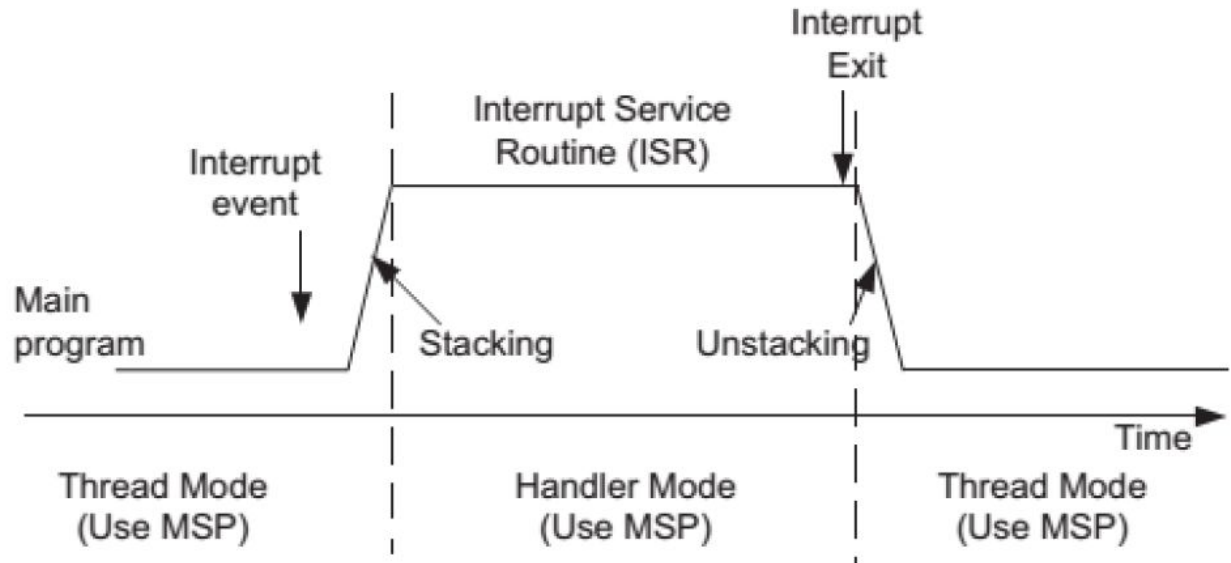 Interrupt
Exit
Interrupt Service
Routine (ISR)
Interrupt
event
Main
program
Stacking
Unstacking
Time
Thread Mode
(Use MSP)
Handler Mode
(Use MSP)
Thread Mode
(Use MSP)